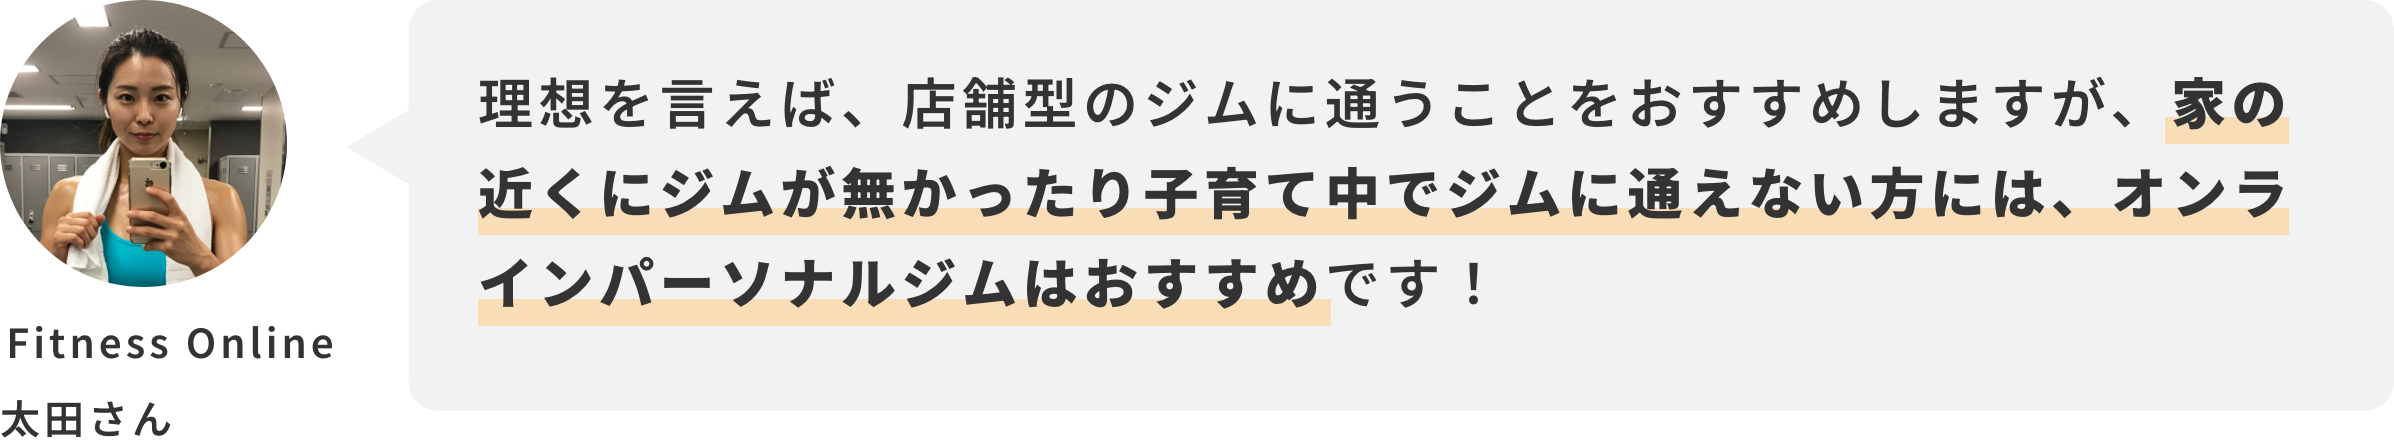 理想を言えば、店舗型のジムに通うことをおすすめしますが、家の
近くにジムが無かったり子育て中でジムに通えない方には、オンラ
インパーソナルジムはおすすめです！
Fitness Online
太田さん